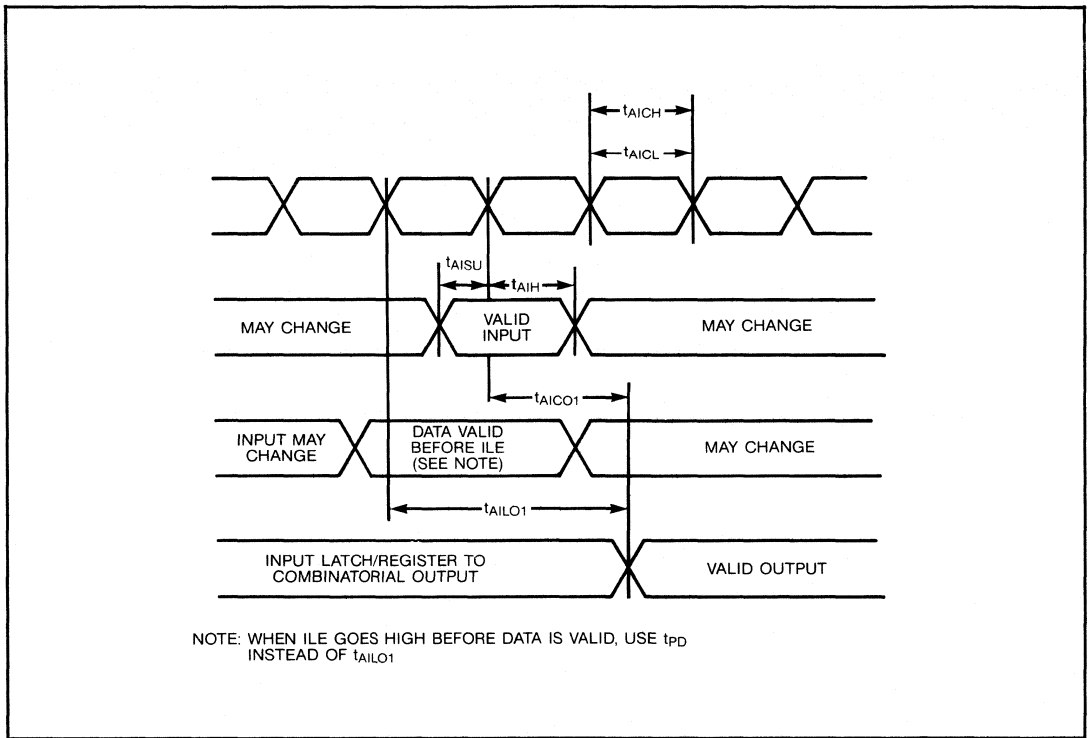 tAICH
tAICL
tAISU
tAIH
MAY CHANGE
VALID
INPUT
MAY CHANGE
tAICO1
INPUT MAY
CHANGE
DATA VALID
BEFORE ILE
(SEE NOTE)
MAY CHANGE
tAILO1
INPUT LATCH/REGISTER TO
COMBINATORIAL OUTPUT
VALID OUTPUT
NOTE: WHEN ILE GOES HIGH BEFORE DATA IS VALID, USE tPD
INSTEAD OF tAILO1